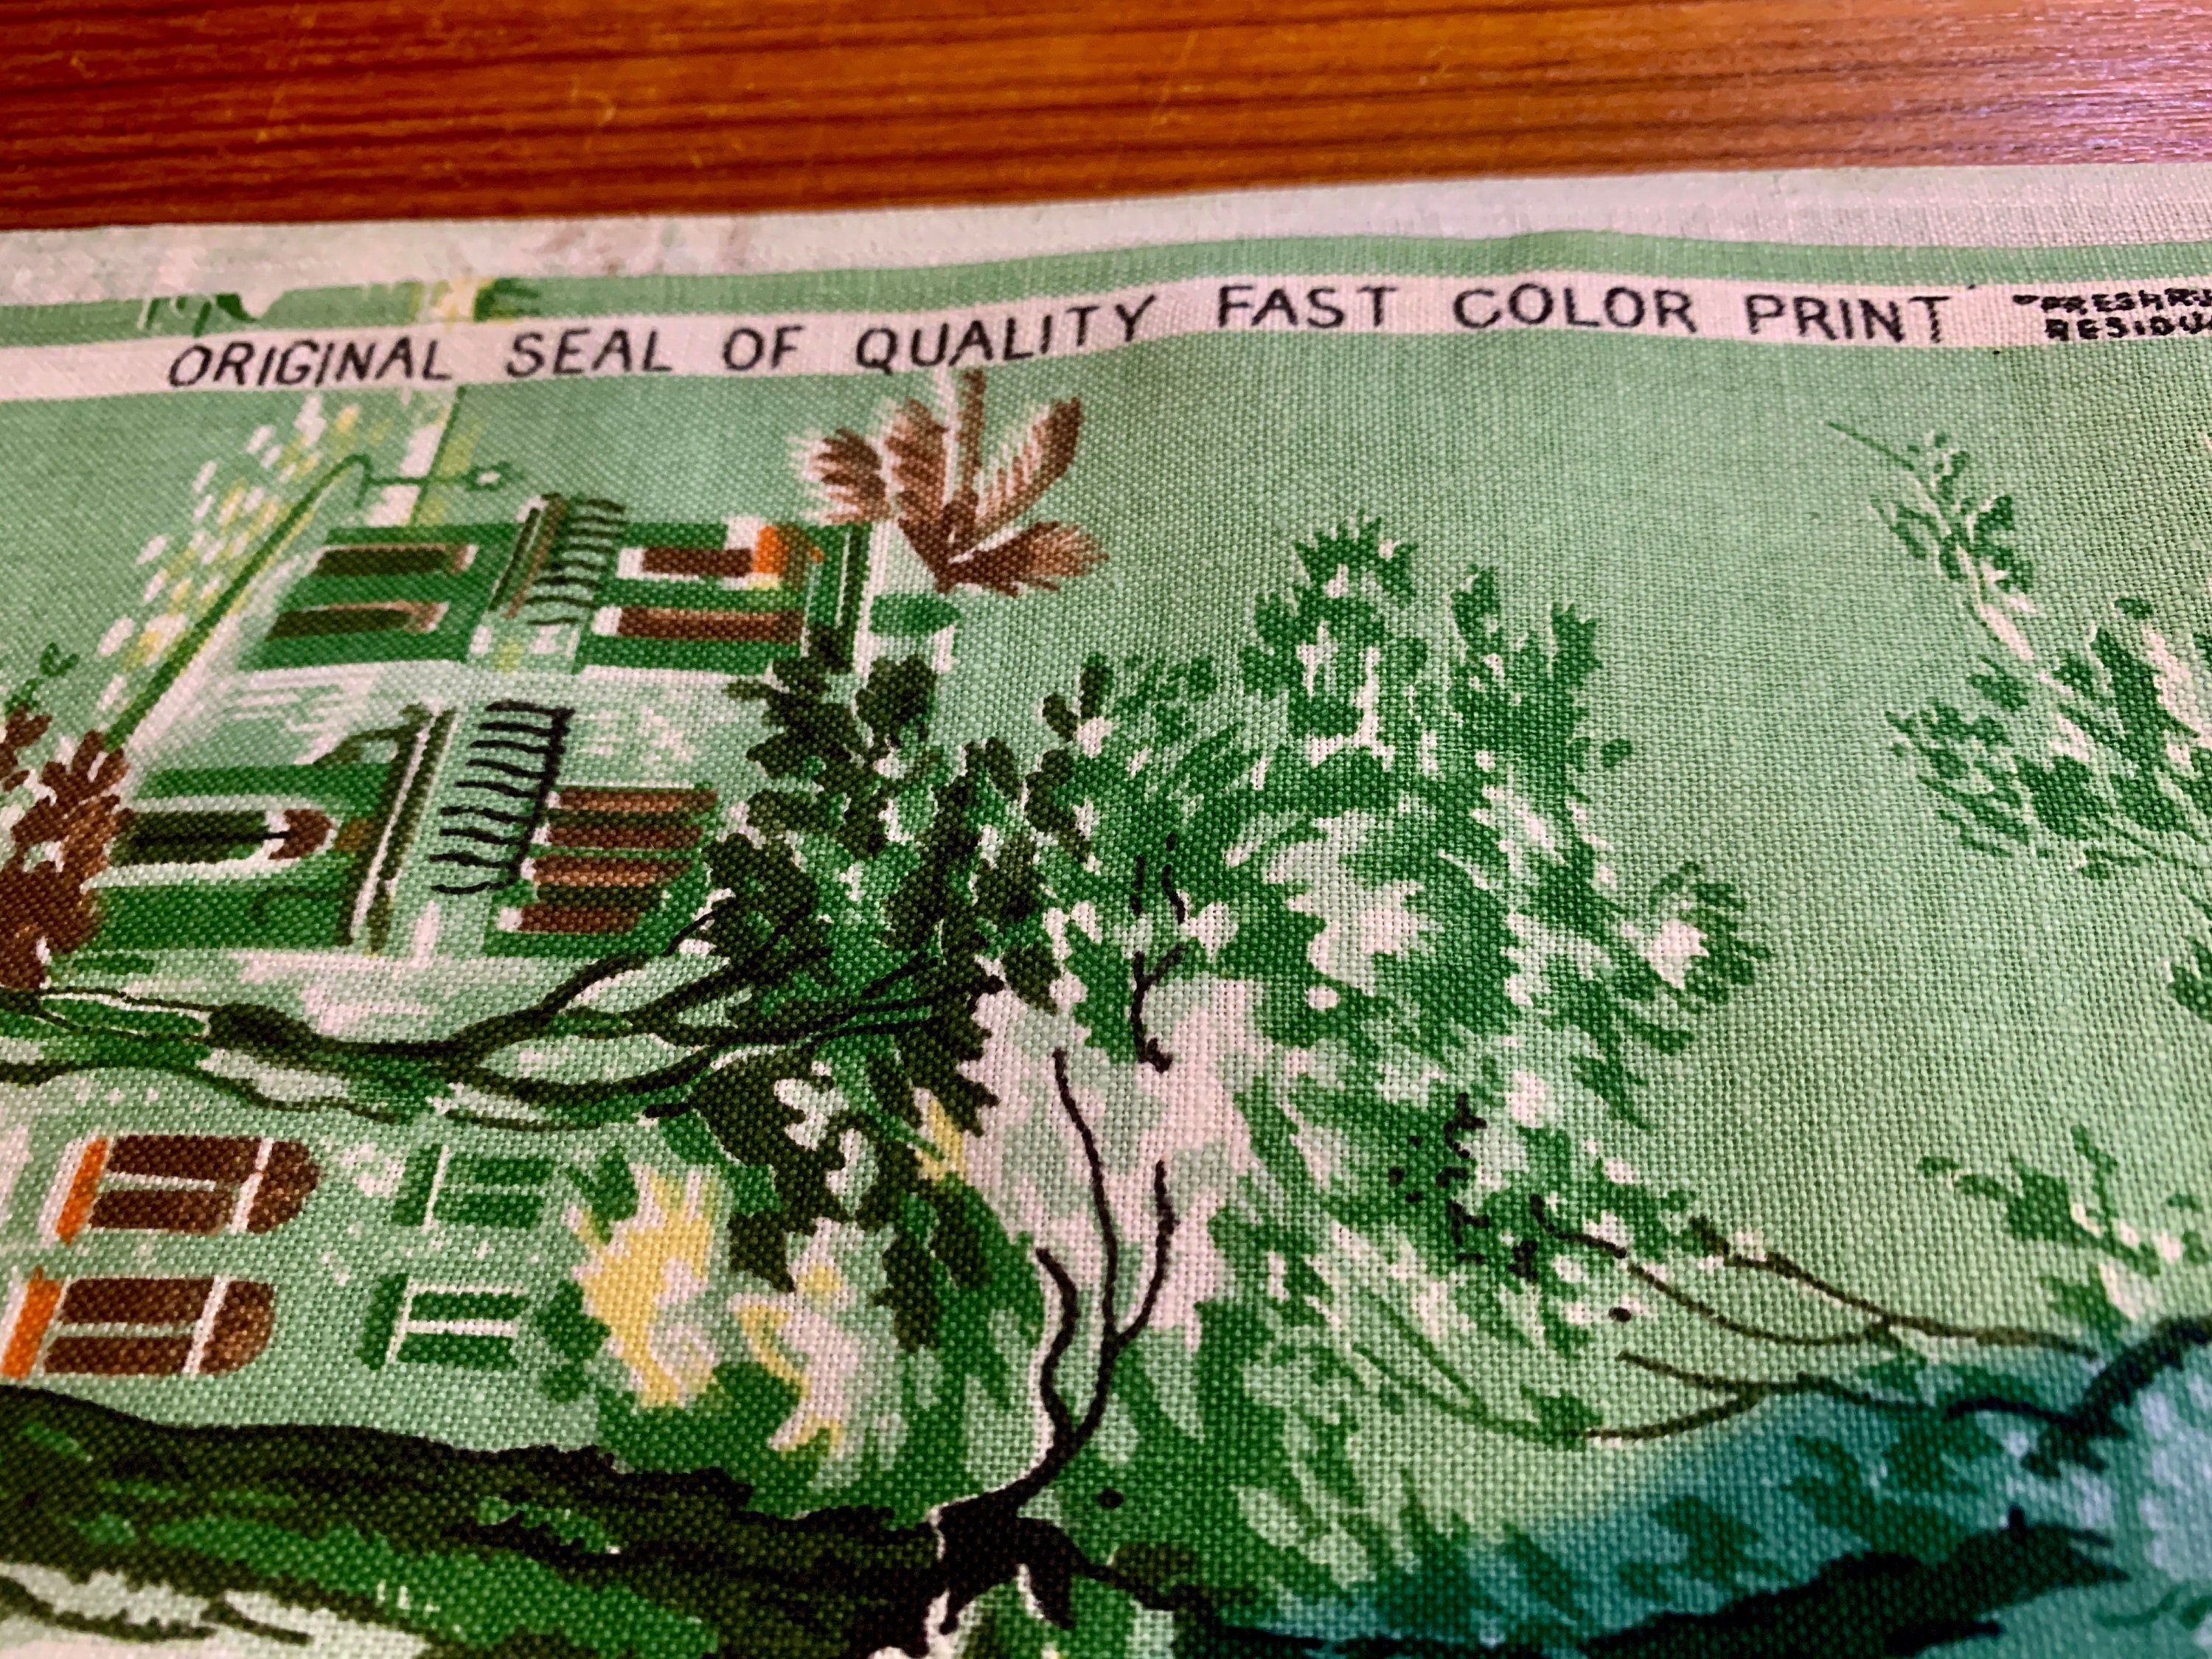 ORIGINAL SEAL OF QUALITY FAST COLOR PRINT